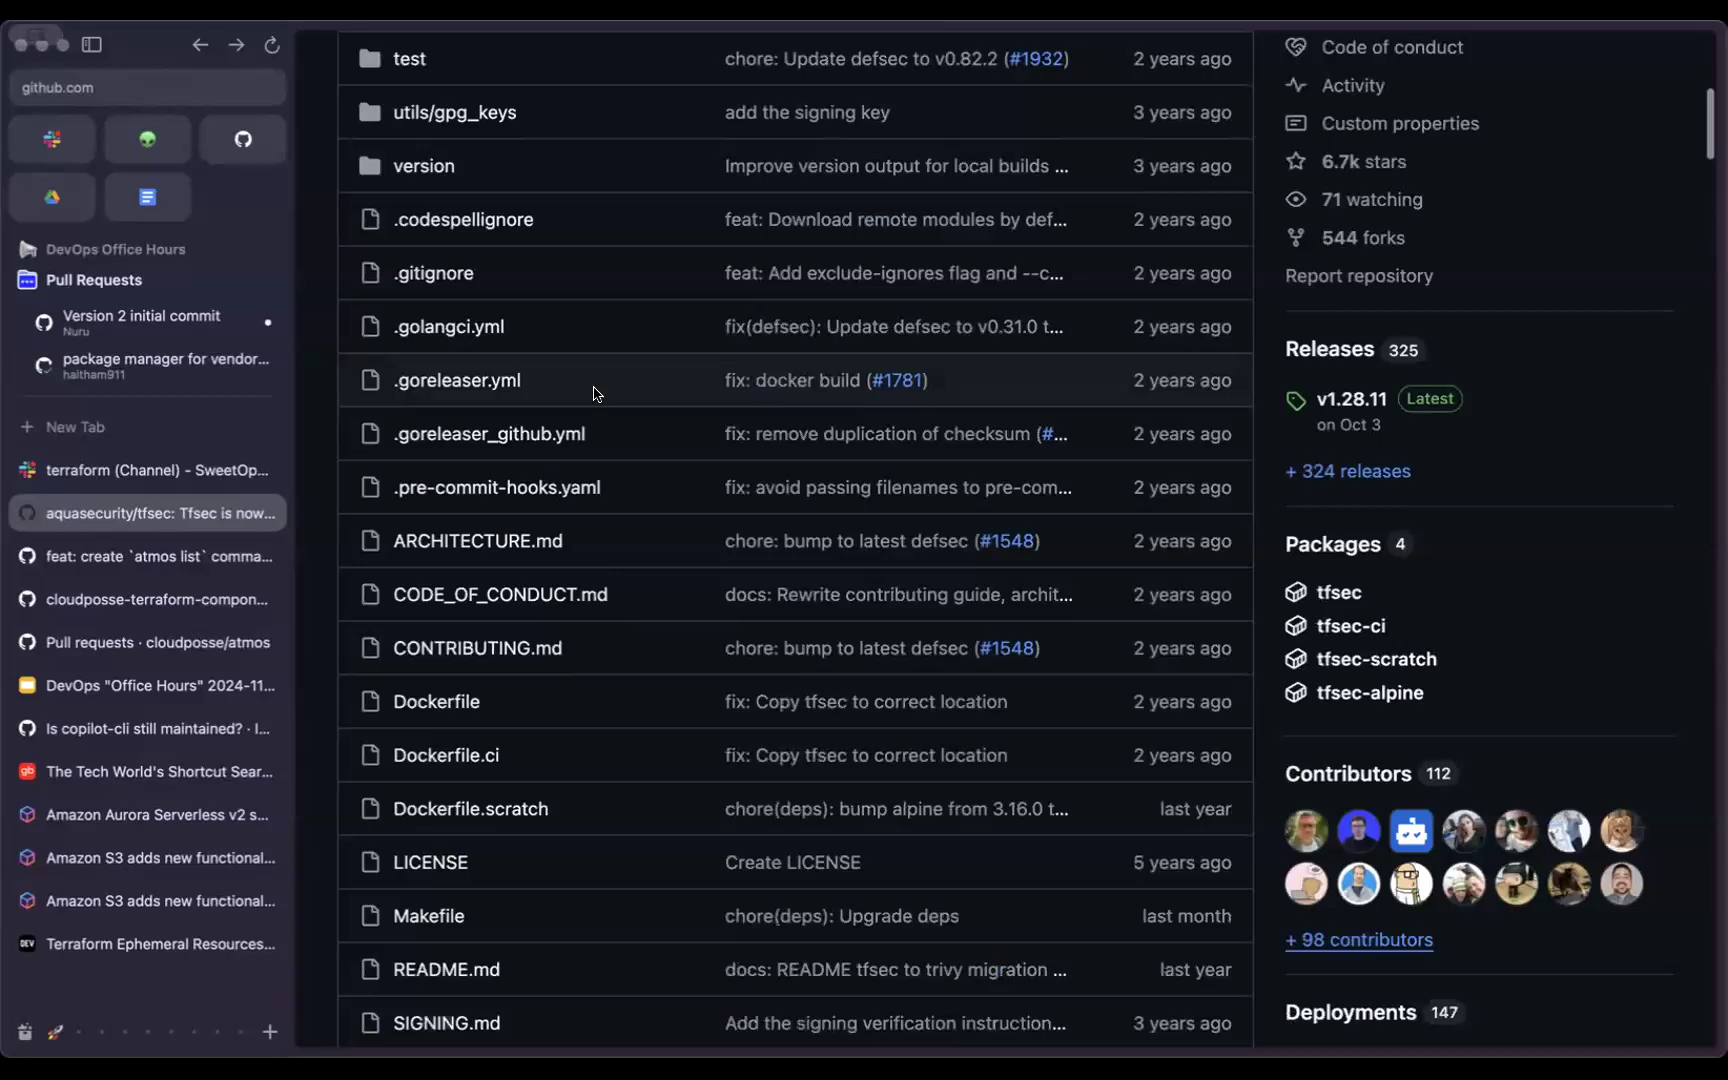 github.com
DevOps Office Hours
Pull Requests
Version 2 initial commit
Nuru
package manager for vendor...
haitham911
New Tab
terraform (Channel) - SweetOp...
aquasecurity/tfsec: Tfsec is now...
feat: create `atmos list` comma...
cloudposse-terraform-compon...
Pull requests · cloudposse/atmos
DevOps "Office Hours" 2024-11...
Is copilot-cli still maintained? · I...
gb
The Tech World's Shortcut Sear...
Amazon Aurora Serverless v2 s...
Amazon S3 adds new functional...
Amazon S3 adds new functional...
DEV
Terraform Ephemeral Resources...
test chore: Update defsec to v0.82.2 (#1932) 2 years ago
utils/gpg_keys add the signing key 3 years ago
version Improve version output for local builds ... 3 years ago
.codespellignore feat: Download remote modules by def... 2 years ago
.gitignore feat: Add exclude-ignores flag and --c... 2 years ago
.golangci.yml fix(defsec): Update defsec to v0.31.0 t... 2 years ago
.goreleaser.yml fix: docker build (#1781) 2 years ago
.goreleaser_github.yml fix: remove duplication of checksum (#... 2 years ago
.pre-commit-hooks.yaml fix: avoid passing filenames to pre-com... 2 years ago
ARCHITECTURE.md chore: bump to latest defsec (#1548) 2 years ago
CODE_OF_CONDUCT.md docs: Rewrite contributing guide, archit... 2 years ago
CONTRIBUTING.md chore: bump to latest defsec (#1548) 2 years ago
Dockerfile fix: Copy tfsec to correct location 2 years ago
Dockerfile.ci fix: Copy tfsec to correct location 2 years ago
Dockerfile.scratch chore(deps): bump alpine from 3.16.0 t... last year
LICENSE Create LICENSE 5 years ago
Makefile chore(deps): Upgrade deps last month
README.md docs: README tfsec to trivy migration ... last year
SIGNING.md Add the signing verification instruction... 3 years ago
Code of conduct
Activity
Custom properties
6.7k stars
71 watching
544 forks
Report repository
Releases 325
v1.28.11 Latest
on Oct 3
+ 324 releases
Packages 4
tfsec
tfsec-ci
tfsec-scratch
tfsec-alpine
Contributors 112
+ 98 contributors
Deployments 147